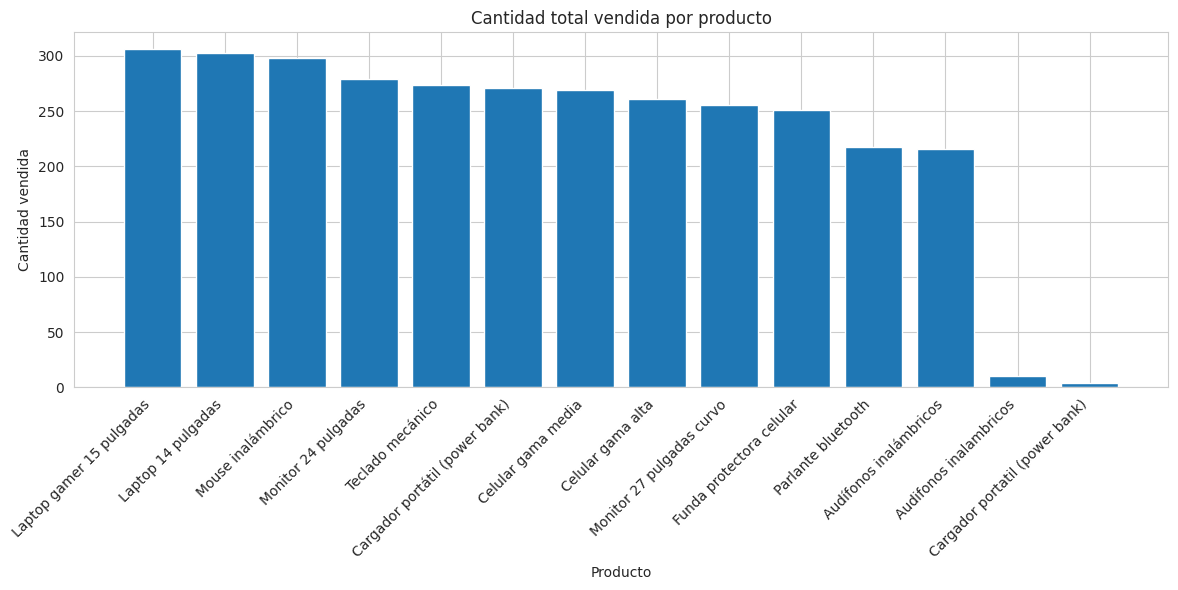 Cantidad total vendida por producto
Cantidad vendida
300
250
200
150
100
50
0
Laptop gamer 15 pulgadas
Laptop 14 pulgadas
Mouse inalámbrico
Monitor 24 pulgadas
Teclado mecánico
Cargador portátil (power bank)
Celular gama media
Celular gama alta
Monitor 27 pulgadas curvo
Funda protectora celular
Parlante bluetooth
Audífonos inalámbricos
Audífonos inalambricos
Cargador portatil (power bank)
Producto